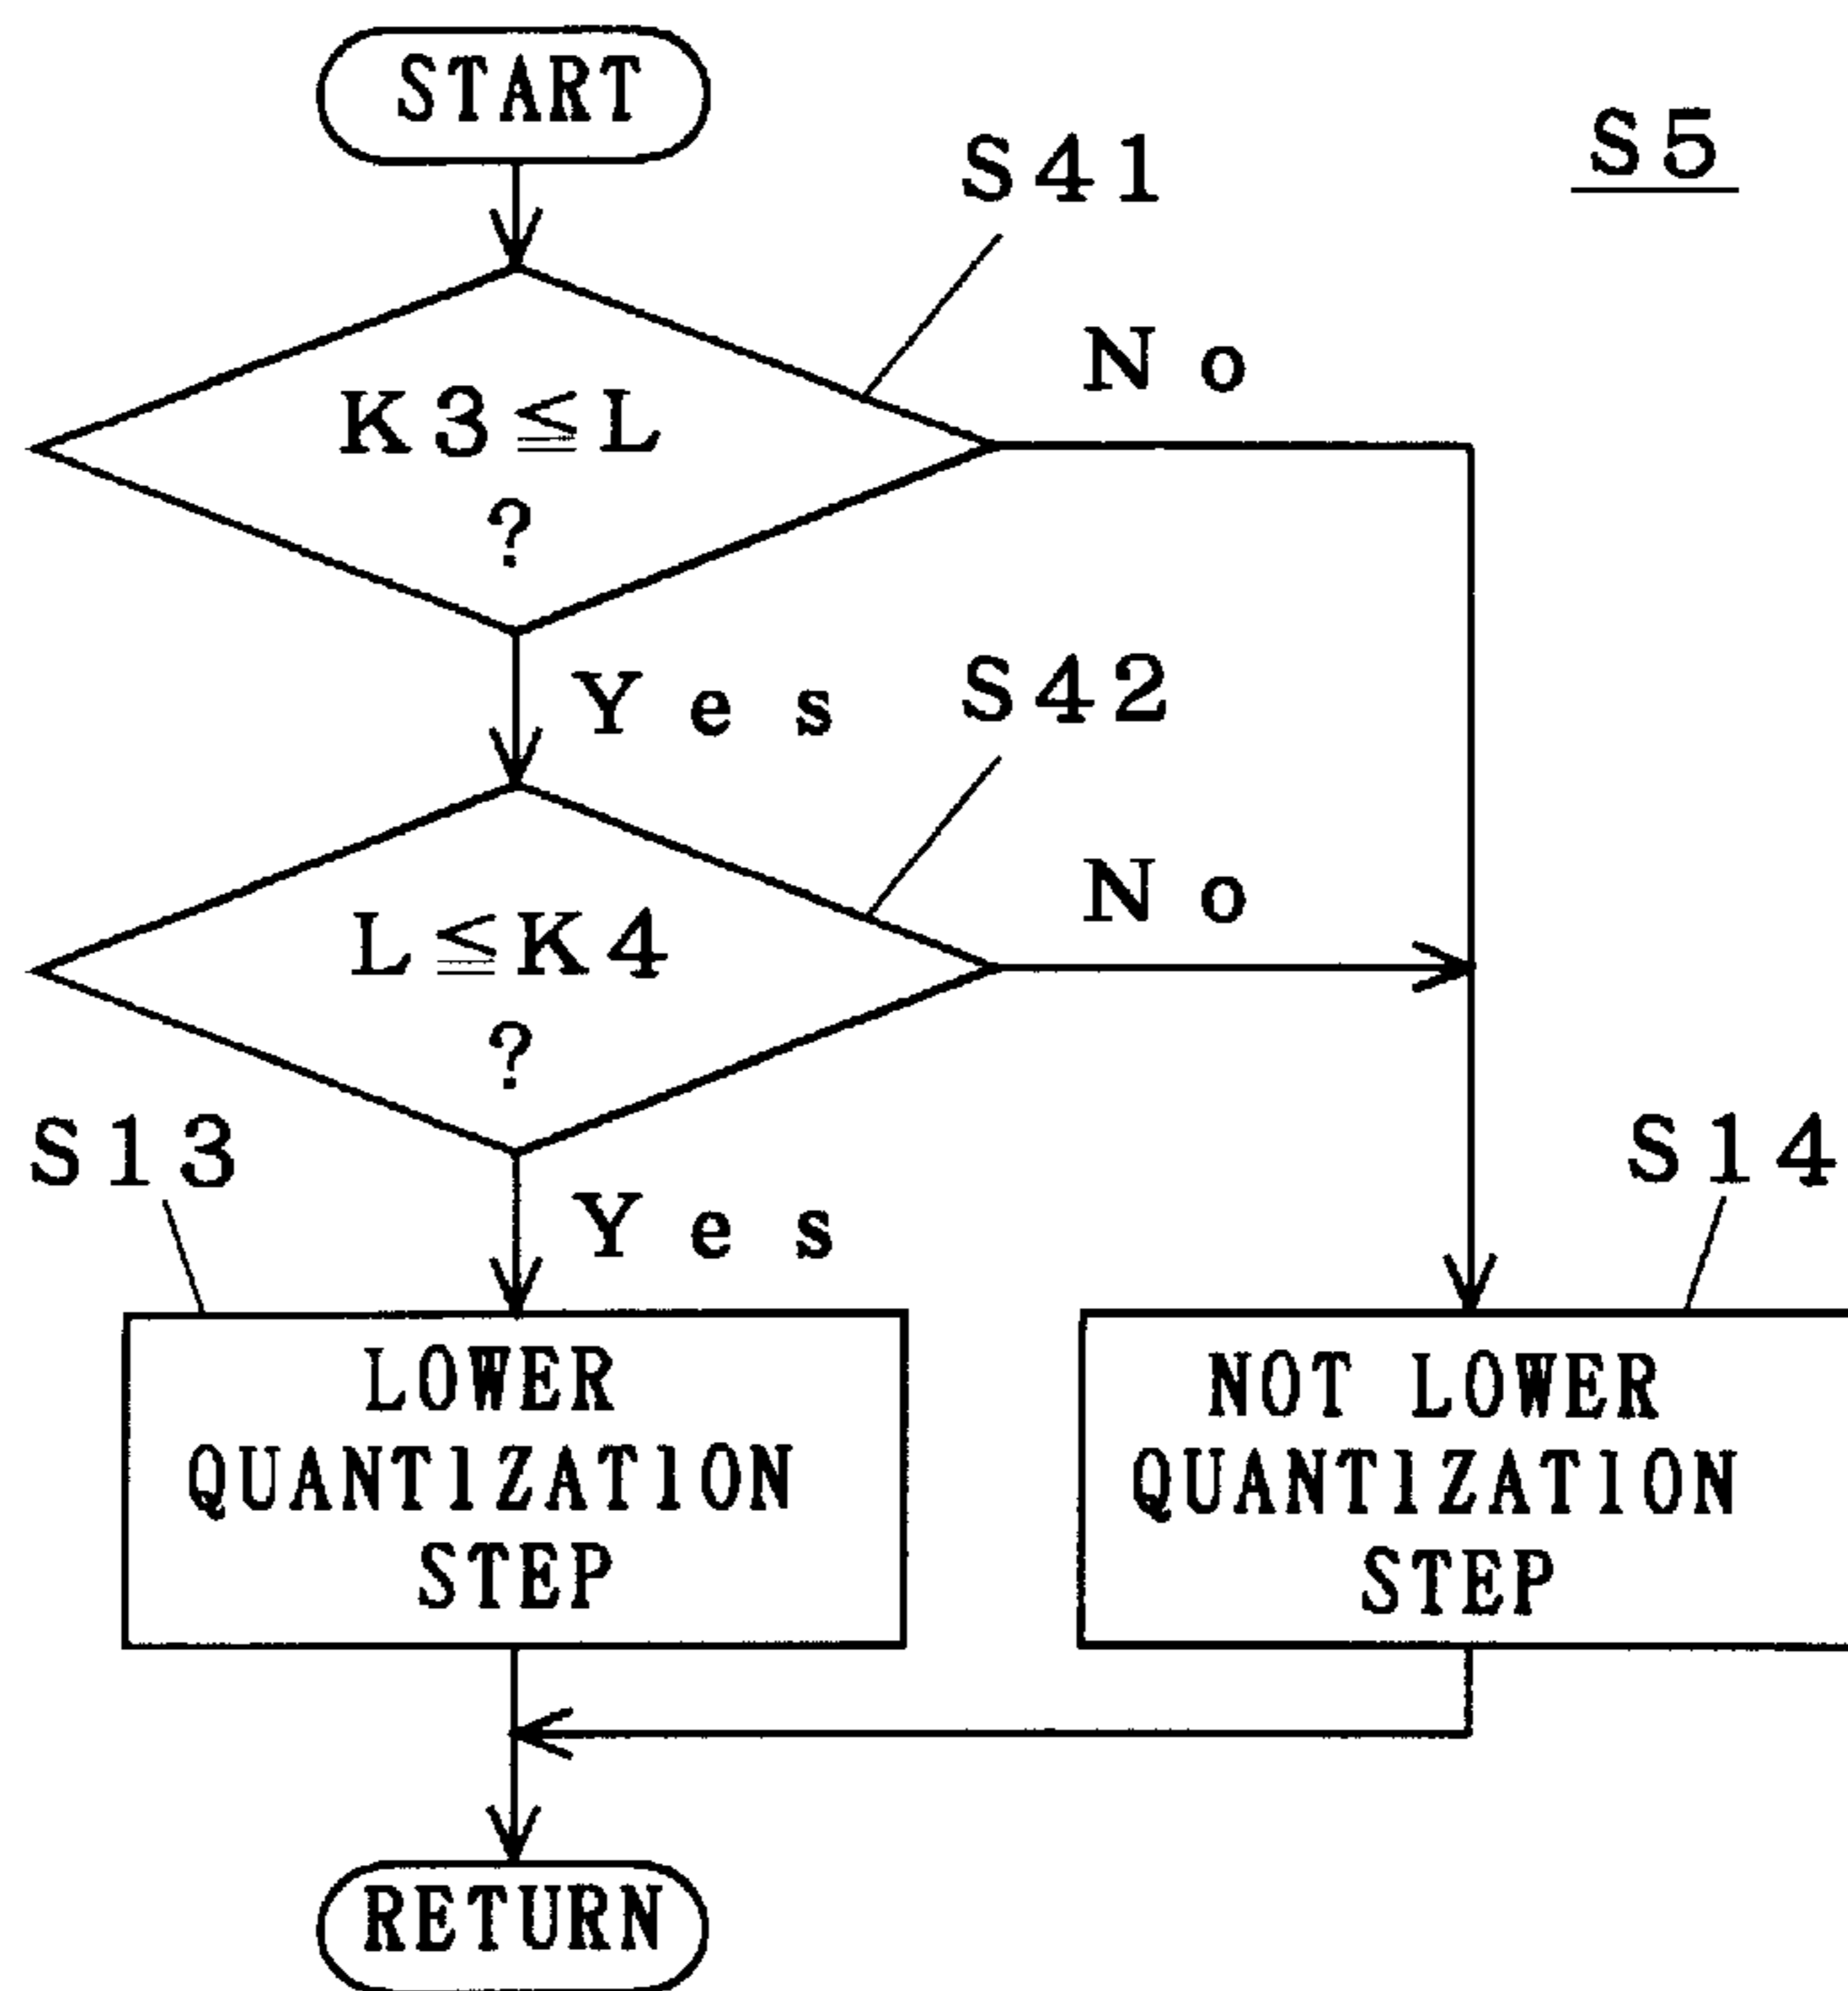 START
S5
S41
K3≦L
?
No
Yes
S42
L≦K4
?
No
Yes
S13
S14
LOWER
QUANTIZATION
STEP
NOT LOWER
QUANTIZATION
STEP
RETURN